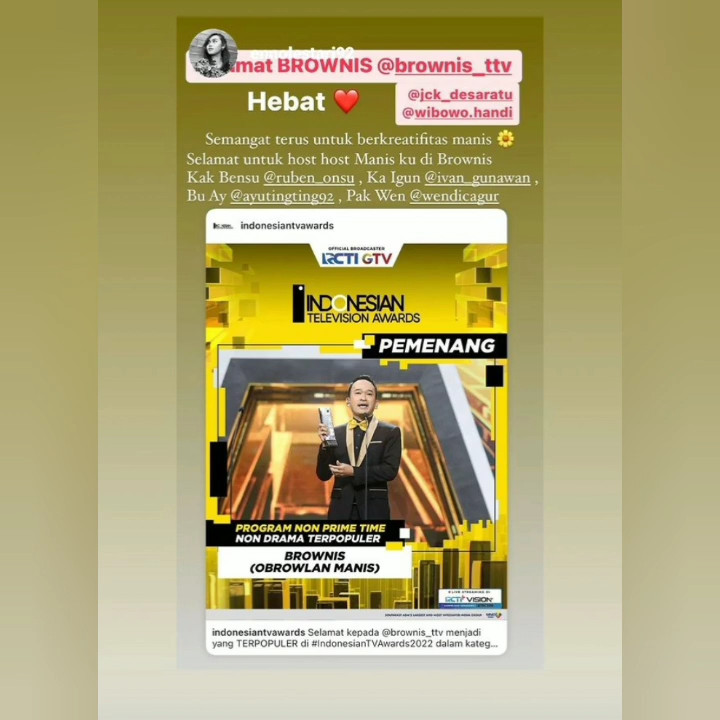 mat BROWNIS @brownis_ttv
Hebat ❤️
@jck_desaratu
@wibowo.handi
Semangat terus untuk berkreatifitas manis 🌼
Selamat untuk host host Manis ku di Brownis
Kak Bensu @ruben_onsu , Ka Igun @ivan_gunawan ,
Bu Ay @ayutingting92 , Pak Wen @wendicagur
indonesiantvawards
OFFICIAL BROADCASTER
RCTI GTV
INDONESIAN
TELEVISION AWARDS
PEMENANG
PROGRAM NON PRIME TIME
NON DRAMA TERPOPULER
BROWNIS
(OBROWLAN MANIS)
LIVE STREAMING DI
RCTI+ VISION+
indonesiantvawards Selamat kepada @brownis_ttv menjadi
yang TERPOPULER di #IndonesianTVAwards2022 dalam kateg...